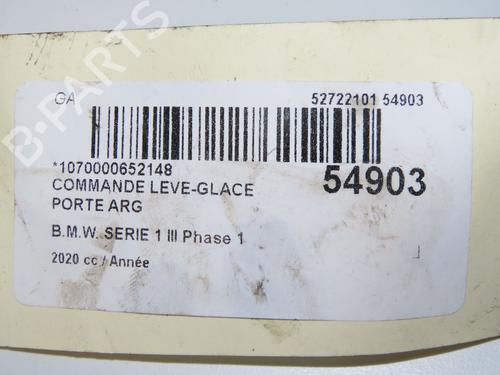 GA
52722101 54903
*1070000652148
54903
COMMANDE LEVE-GLACE
PORTE ARG
B.M.W. SERIE 1 III Phase 1
2020 cc / Année
B-PARTS